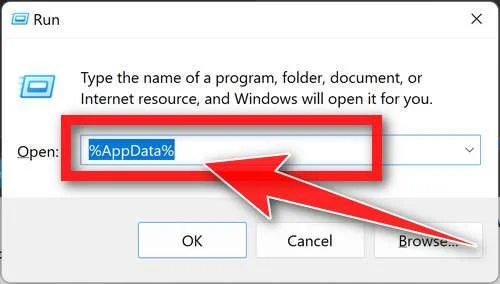 Run
Type the name of a program, folder, document, or
Internet resource, and Windows will open it for you.
Open: %AppData%
OK Cancel Browse...